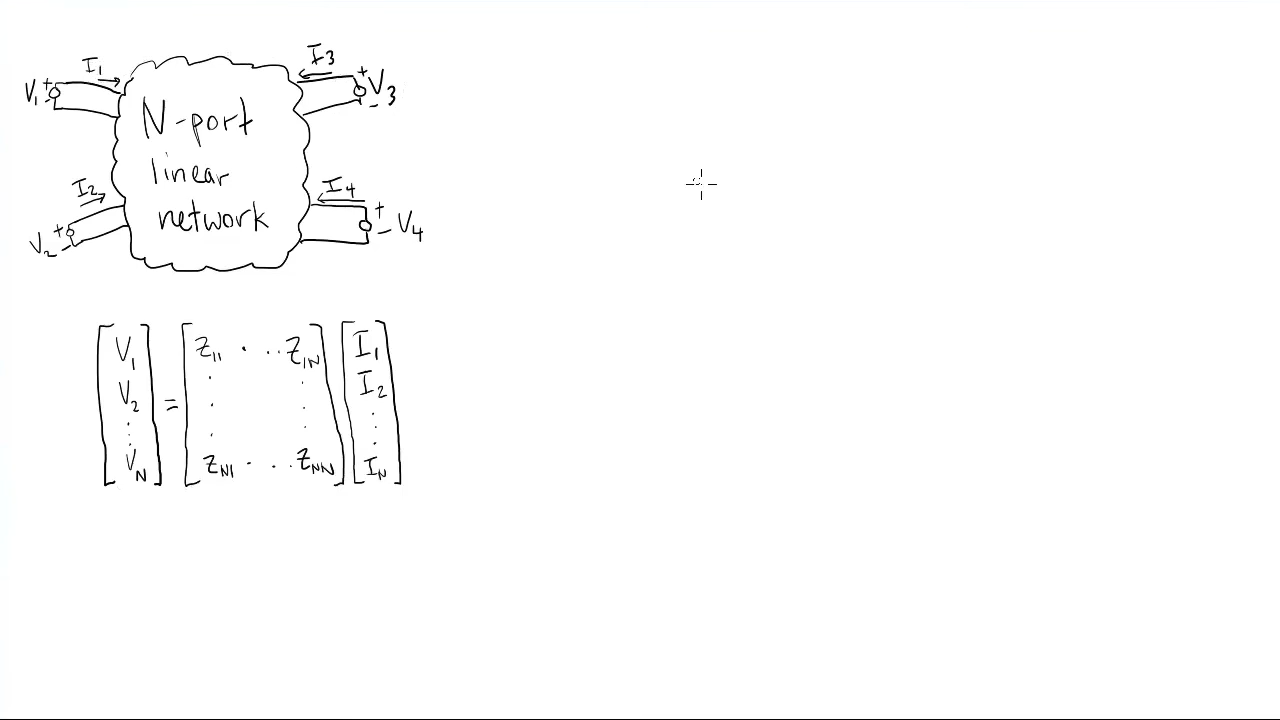 I1
I3
V1 + -
+ V3 -
N-port
linear
network
I2
I4
V2 + -
+ - V4
[V1 V2 ⋮ VN] = [Z11 · · · Z1N ⋮ ⋮ ZN1 · · · ZNN] [I1 I2 ⋮ IN]